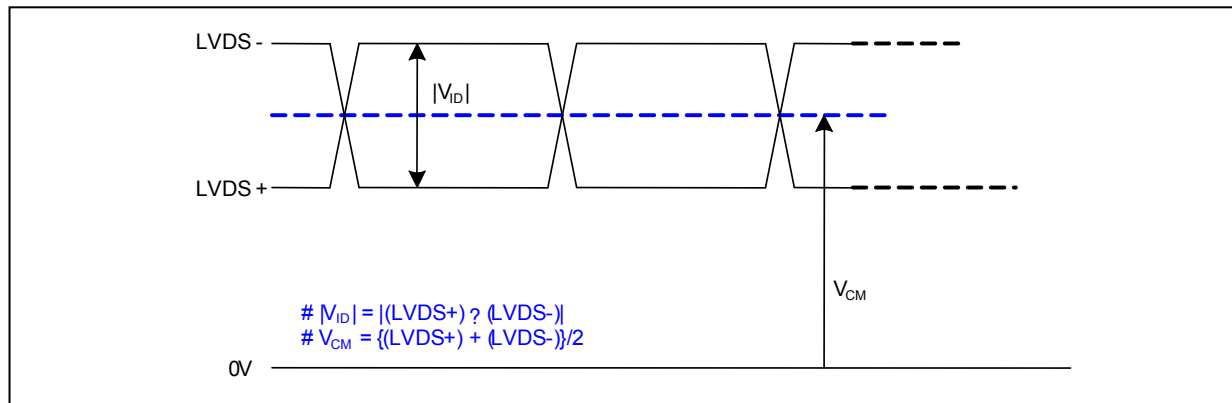 LVDS -
|VID|
LVDS +
VCM
# |VID| = |(LVDS+) ? (LVDS-)|
# VCM = {(LVDS+) + (LVDS-)}/2
0V